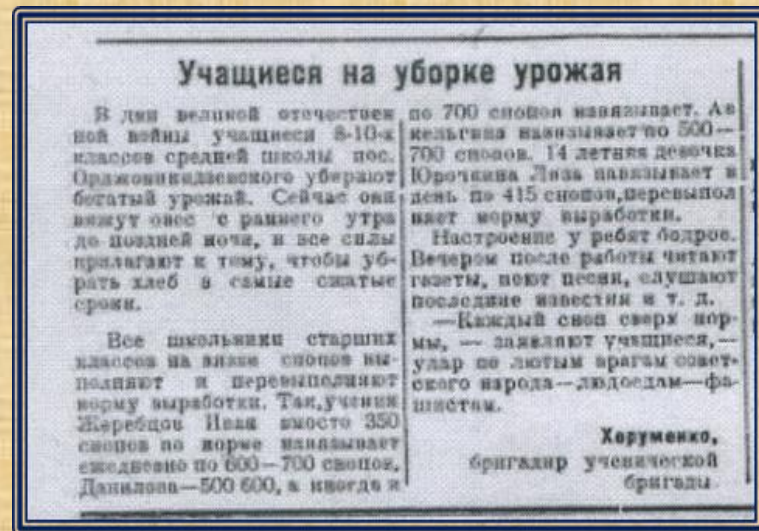 Учащиеся на уборке урожая
В дни великой отечествен
ной войны учащиеся 8-10-х
классов средней школы пос.
Орджоникидзевского убирают
богатый урожай. Сейчас они
вяжут овес с раннего утра
до поздней ночи, и все силы
прилагают к тому, чтобы уб-
рать хлеб в самые сжатые
сроки.
Все школьники старших
классов на вязке снопов вы-
полняют и перевыполняют
норму выработки. Так, ученик
Жеребцов Иван вместо 350
снопов по норме навязывает
ежедневно по 600—700 снопов,
Данилова—500 600, а иногда и
по 700 снопов навязывает. Ав
кельгина навязывает по 500—
700 снопов. 14 летняя девочка
Юрочкина Лиза навязывает в
день по 415 снопов, перевыпол
няет норму выработки.
Настроение у ребят бодрое.
Вечером после работы читают
газеты, поют песни, слушают
последние известия и т. д.
—Каждый сноп сверх нор-
мы, — заявляют учащиеся,—
удар по лютым врагам совет-
ского народа—людоедам—фа-
шистам.
Хоруменко,
бригадир ученической
бригады.